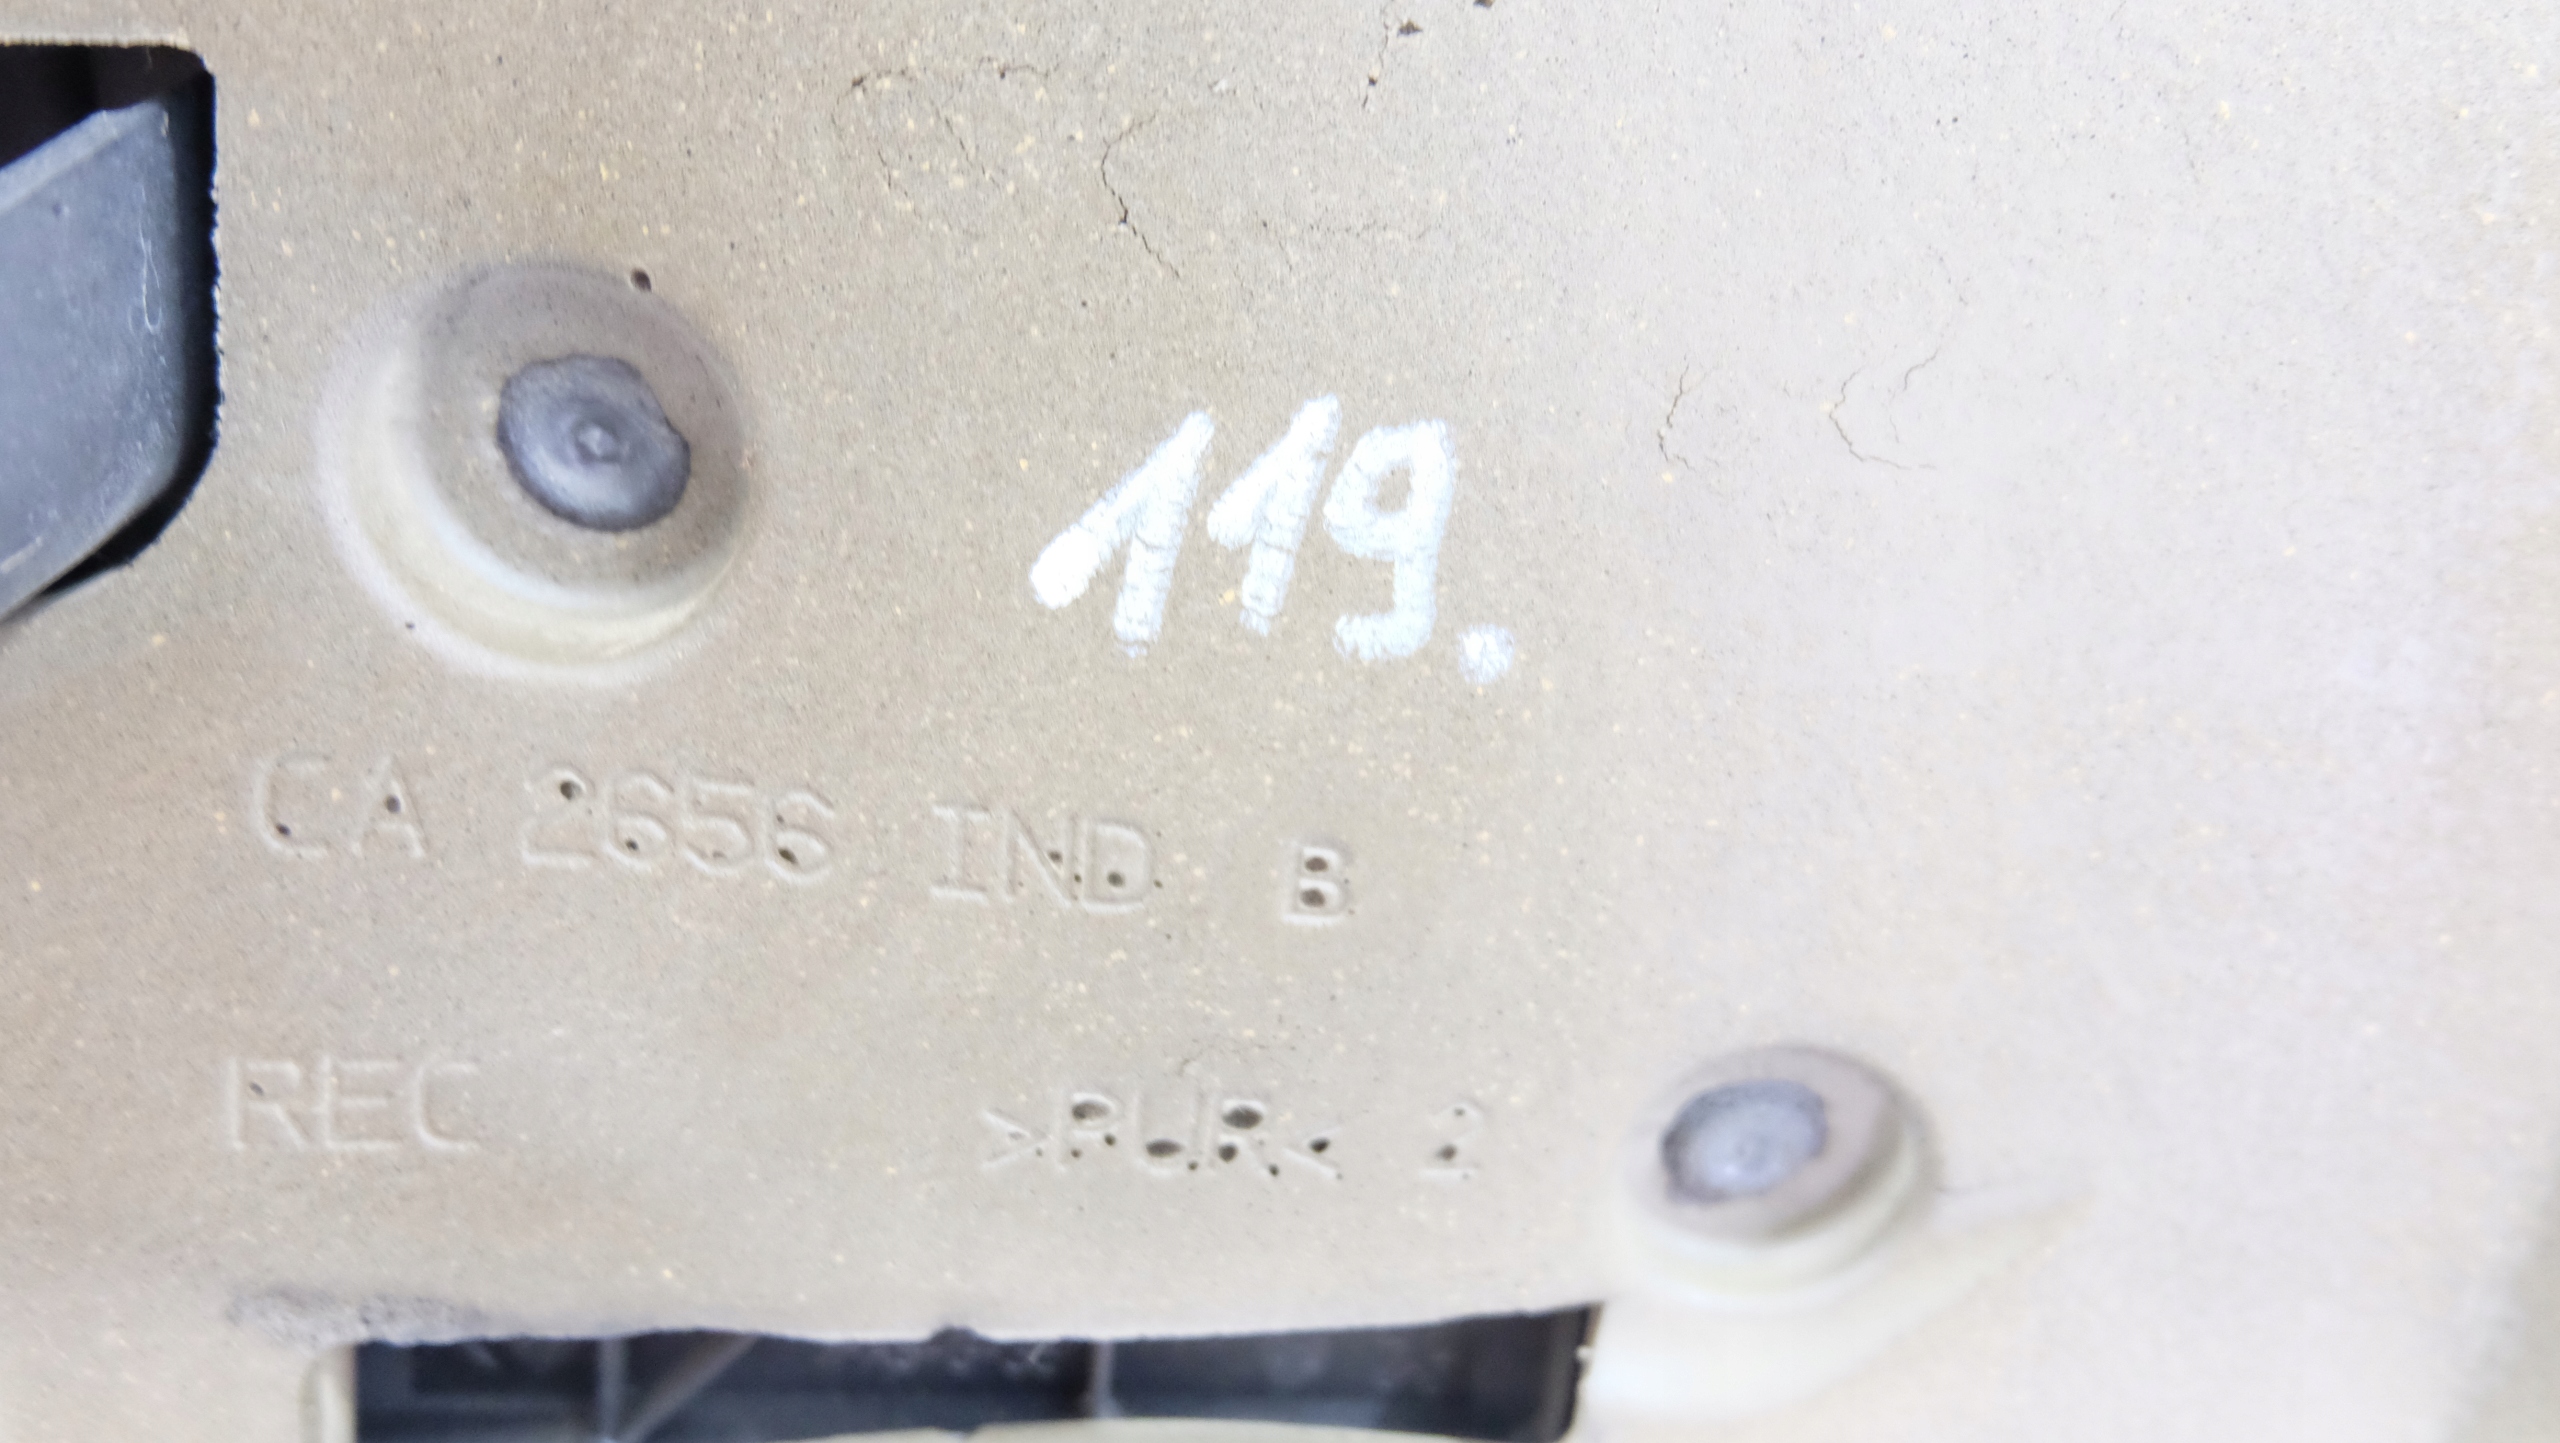 119.
CA 2656 IND B
REC >PUR< 2